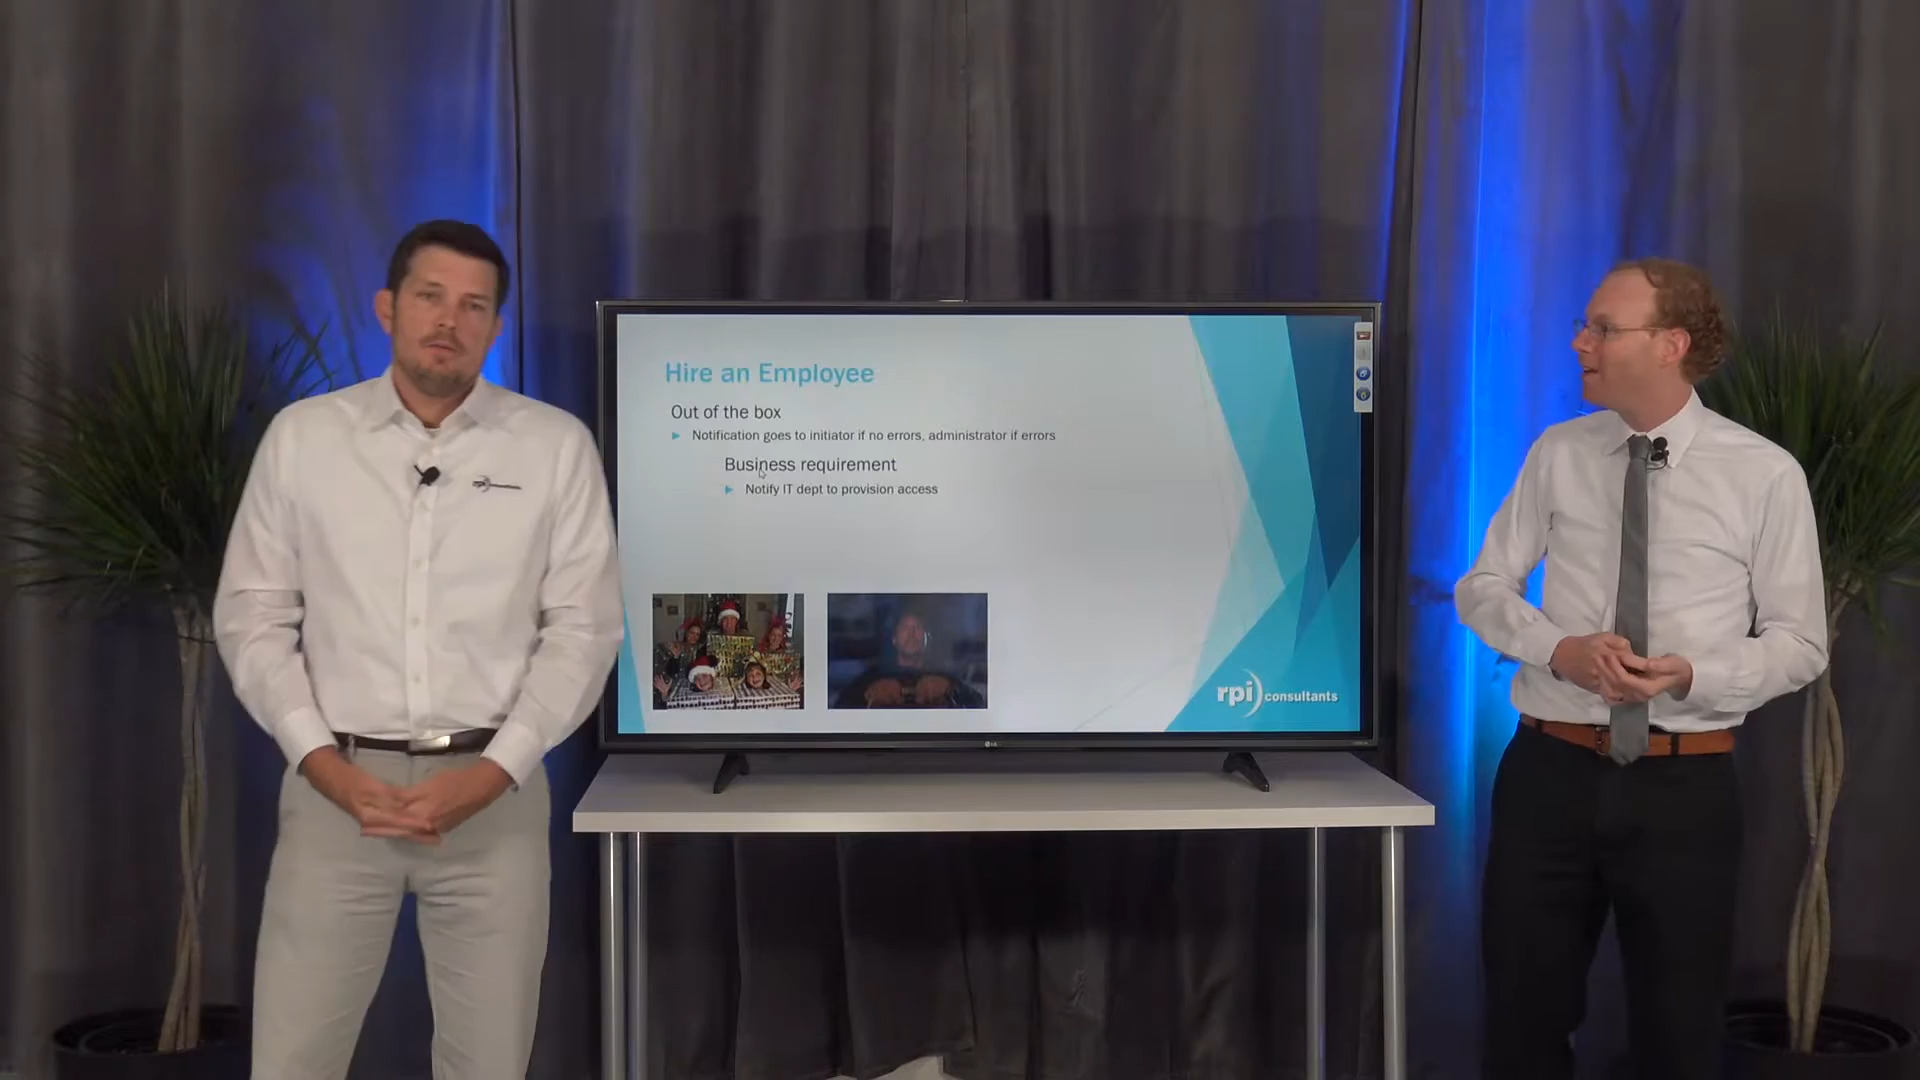 Hire an Employee
Out of the box
Notification goes to initiator if no errors, administrator if errors
Business requirement
Notify IT dept to provision access
rpi consultants